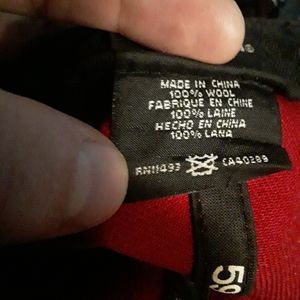 MADE IN CHINA
100% WOOL
FABRIQUE EN CHINE
100% LAINE
HECHO EN CHINA
100% LANA
RN11493 CA40289